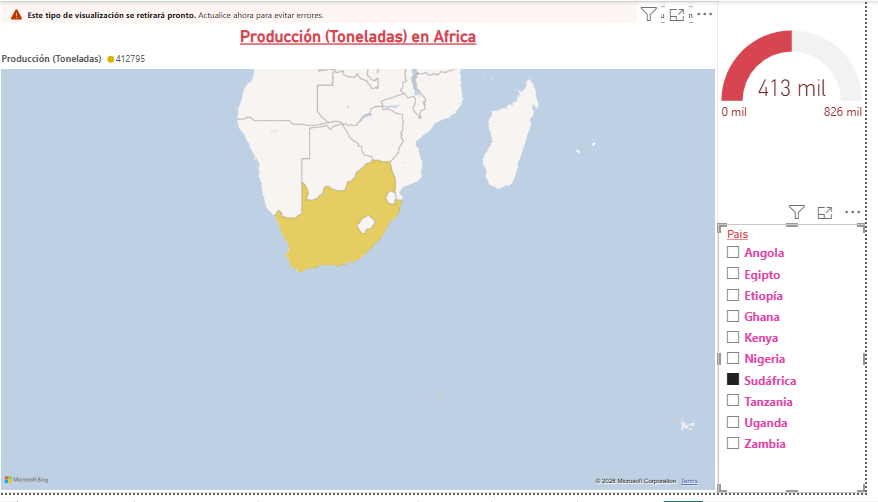 Este tipo de visualización se retirará pronto. Actualice ahora para evitar errores.
Producción (Toneladas) en Africa
Producción (Toneladas) 412795
413 mil
0 mil 826 mil
Pais
Angola
Egipto
Etiopía
Ghana
Kenya
Nigeria
Sudáfrica
Tanzania
Uganda
Zambia
Microsoft Bing
© 2026 Microsoft Corporation Terms